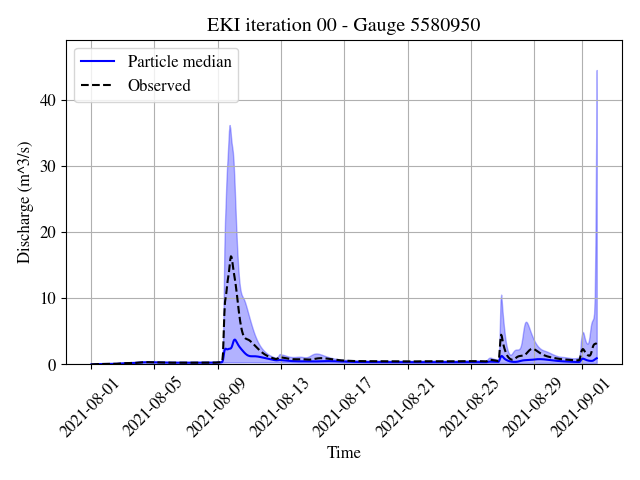 EKI iteration 00 - Gauge 5580950
Particle median
Observed
Discharge (m^3/s)
40
30
20
10
0
2021-08-01
2021-08-05
2021-08-09
2021-08-13
2021-08-17
2021-08-21
2021-08-25
2021-08-29
2021-09-01
Time